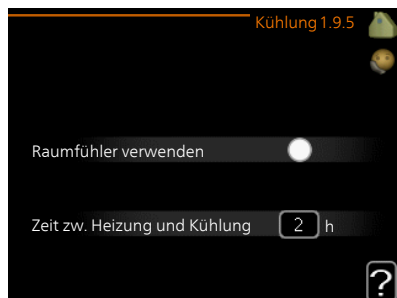 Kühlung 1.9.5
Raumfühler verwenden
Zeit zw. Heizung und Kühlung 2 h
?